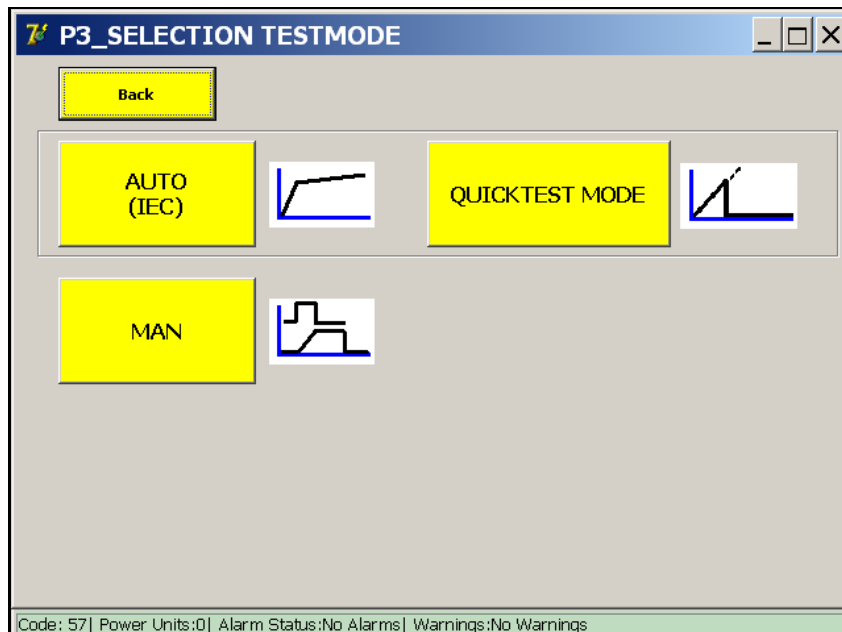 P3_SELECTION TESTMODE
Back
AUTO
(IEC)
QUICKTEST MODE
MAN
Code: 57| Power Units:0| Alarm Status:No Alarms| Warnings:No Warnings